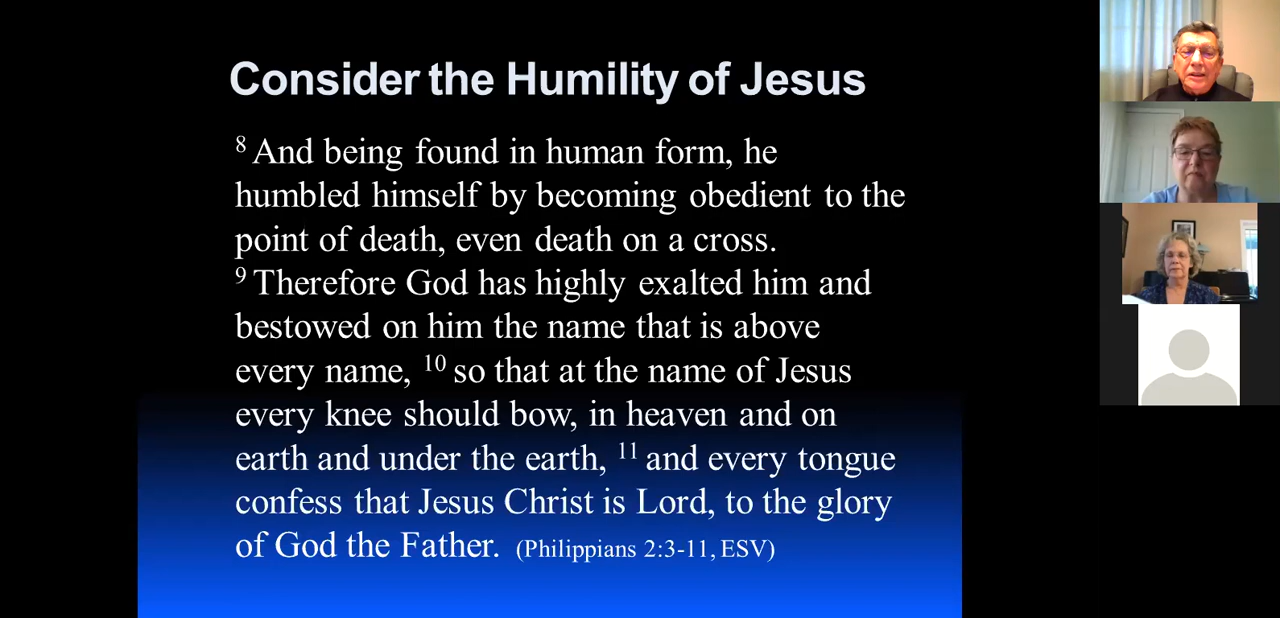 Consider the Humility of Jesus
8 And being found in human form, he
humbled himself by becoming obedient to the
point of death, even death on a cross.
9 Therefore God has highly exalted him and
bestowed on him the name that is above
every name, 10 so that at the name of Jesus
every knee should bow, in heaven and on
earth and under the earth, 11 and every tongue
confess that Jesus Christ is Lord, to the glory
of God the Father. (Philippians 2:3-11, ESV)